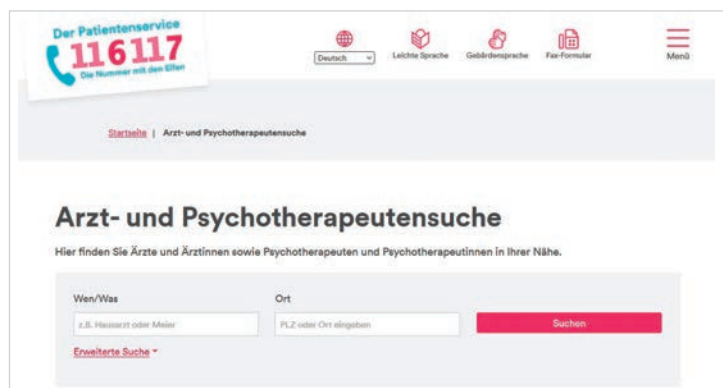 Der Patientenservice
116117
Die Nummer mit den Elfen
Deutsch
Leichte Sprache
Gebärdensprache
Fax-Formular
Menü
Startseite | Arzt- und Psychotherapeutensuche
Arzt- und Psychotherapeutensuche
Hier finden Sie Ärzte und Ärztinnen sowie Psychotherapeuten und Psychotherapeutinnen in Ihrer Nähe.
Wen/Was
Ort
z.B. Hausarzt oder Meier
PLZ oder Ort eingeben
Suchen
Erweiterte Suche